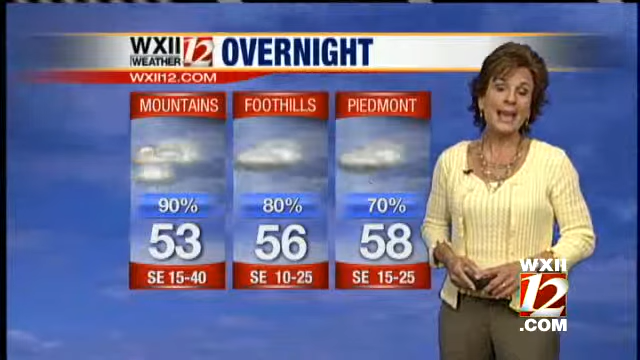 WXII 12 OVERNIGHT
WEATHER
WXII12.COM
MOUNTAINS FOOTHILLS PIEDMONT
90% 80% 70%
53 56 58
SE 15-40 SE 10-25 SE 15-25
WXII
12
.COM